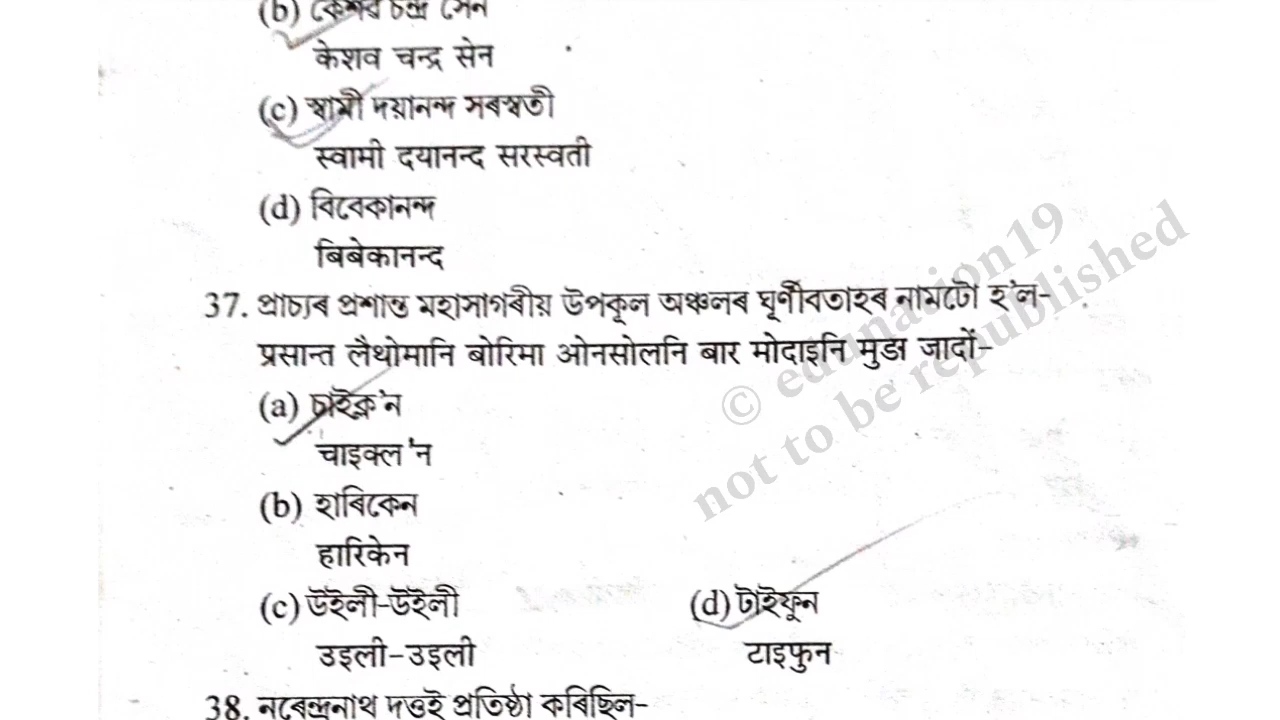 (b) কেশৱ চন্দ্ৰ সেন
केशव चन्द्र सेन
(c) স্বামী দয়ানন্দ সৰস্বতী
स्वामी दयानन्द सरस्वती
(d) বিবেকানন্দ
बिबेकानन्द
37. প্ৰাচ্যৰ প্ৰশান্ত মহাসাগৰীয় উপকূল অঞ্চলৰ ঘূৰ্ণীবতাহৰ নামটো হ'ল-
प्रसान्त लैथोमानि बोरिमा ओनसोलनि बार मोदाइनि मुङा जादों-
(a) চাইক্ল'ন
चाइक्ल'न
(b) হাৰিকেন
हारिकेन
(c) উইলী-উইলী (d) টাইফুন
उइली-उइली टाइफुन
38. নৰেন্দ্ৰনাথ দত্তই প্ৰতিষ্ঠা কৰিছিল-
© edunation19
not to be republished